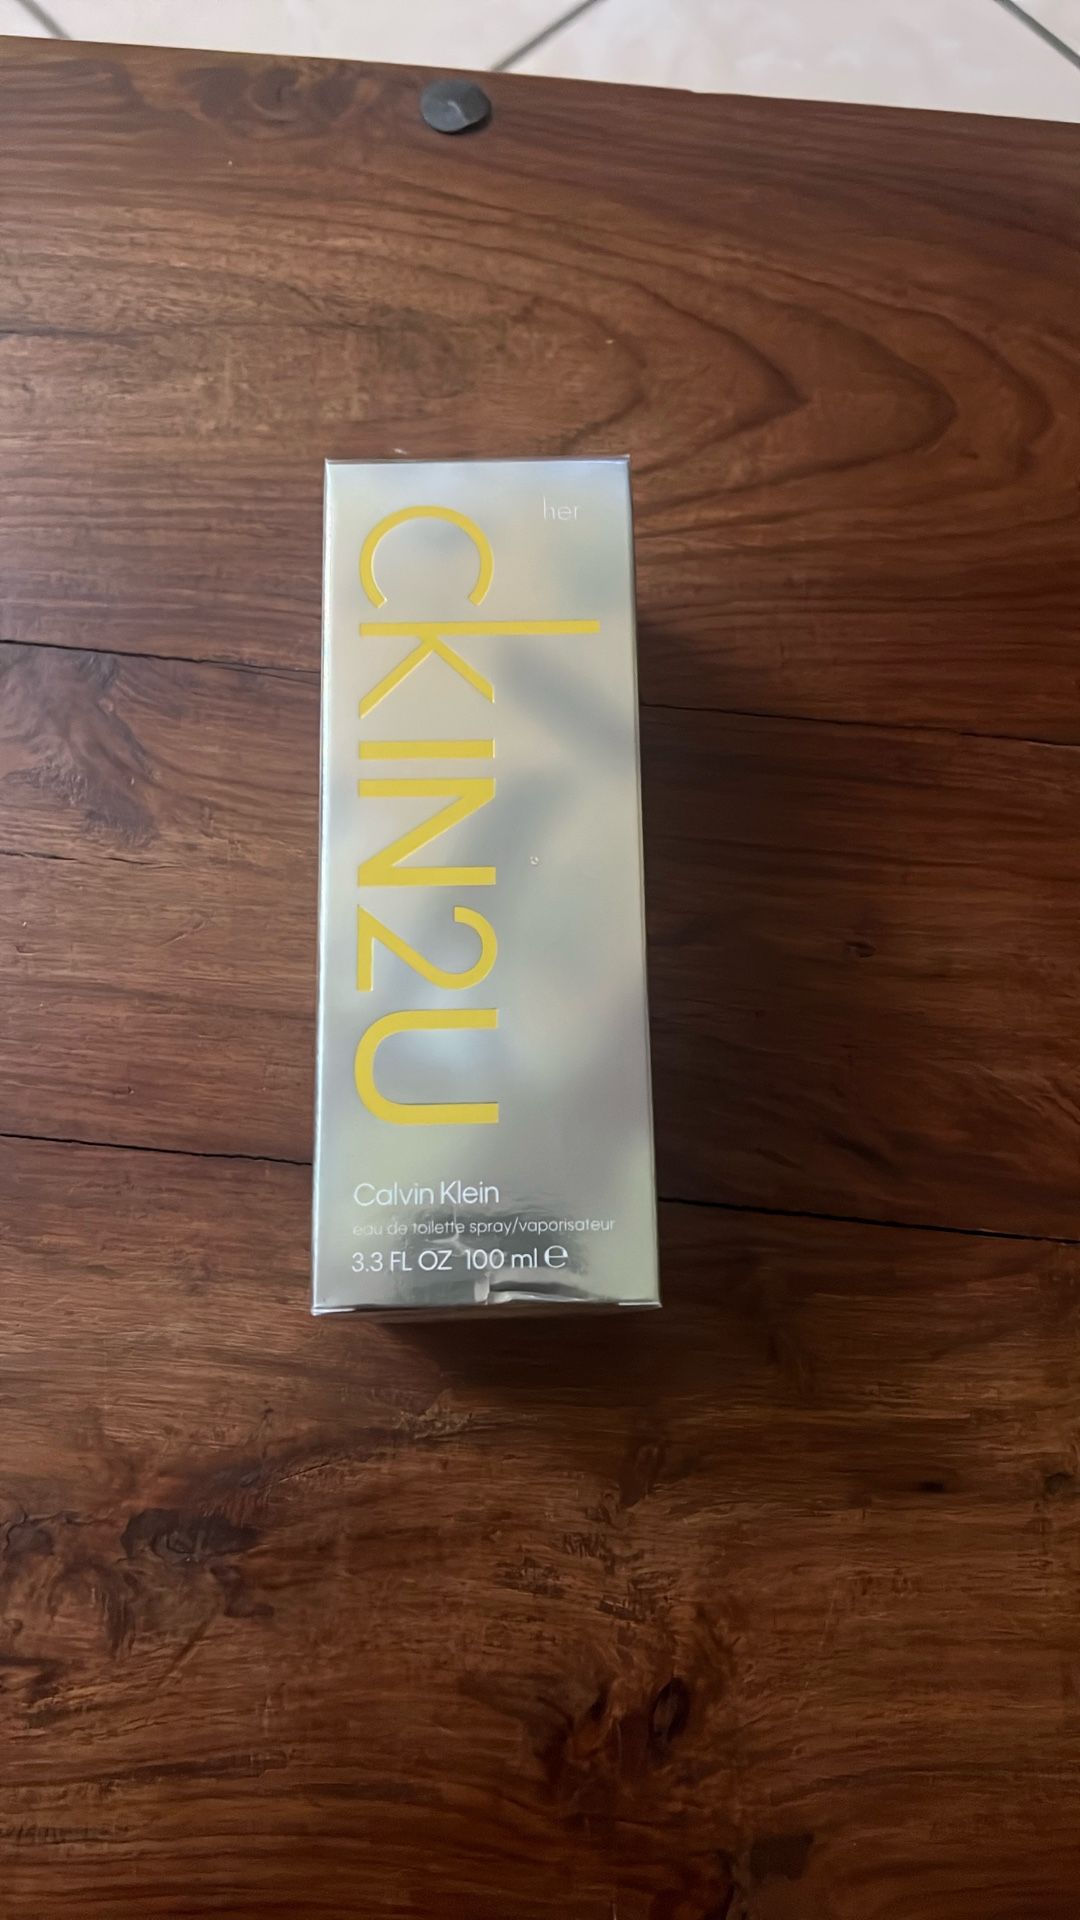 her
CKIN2U
Calvin Klein
eau de toilette spray/vaporisateur
3.3 FL OZ 100 ml ℮